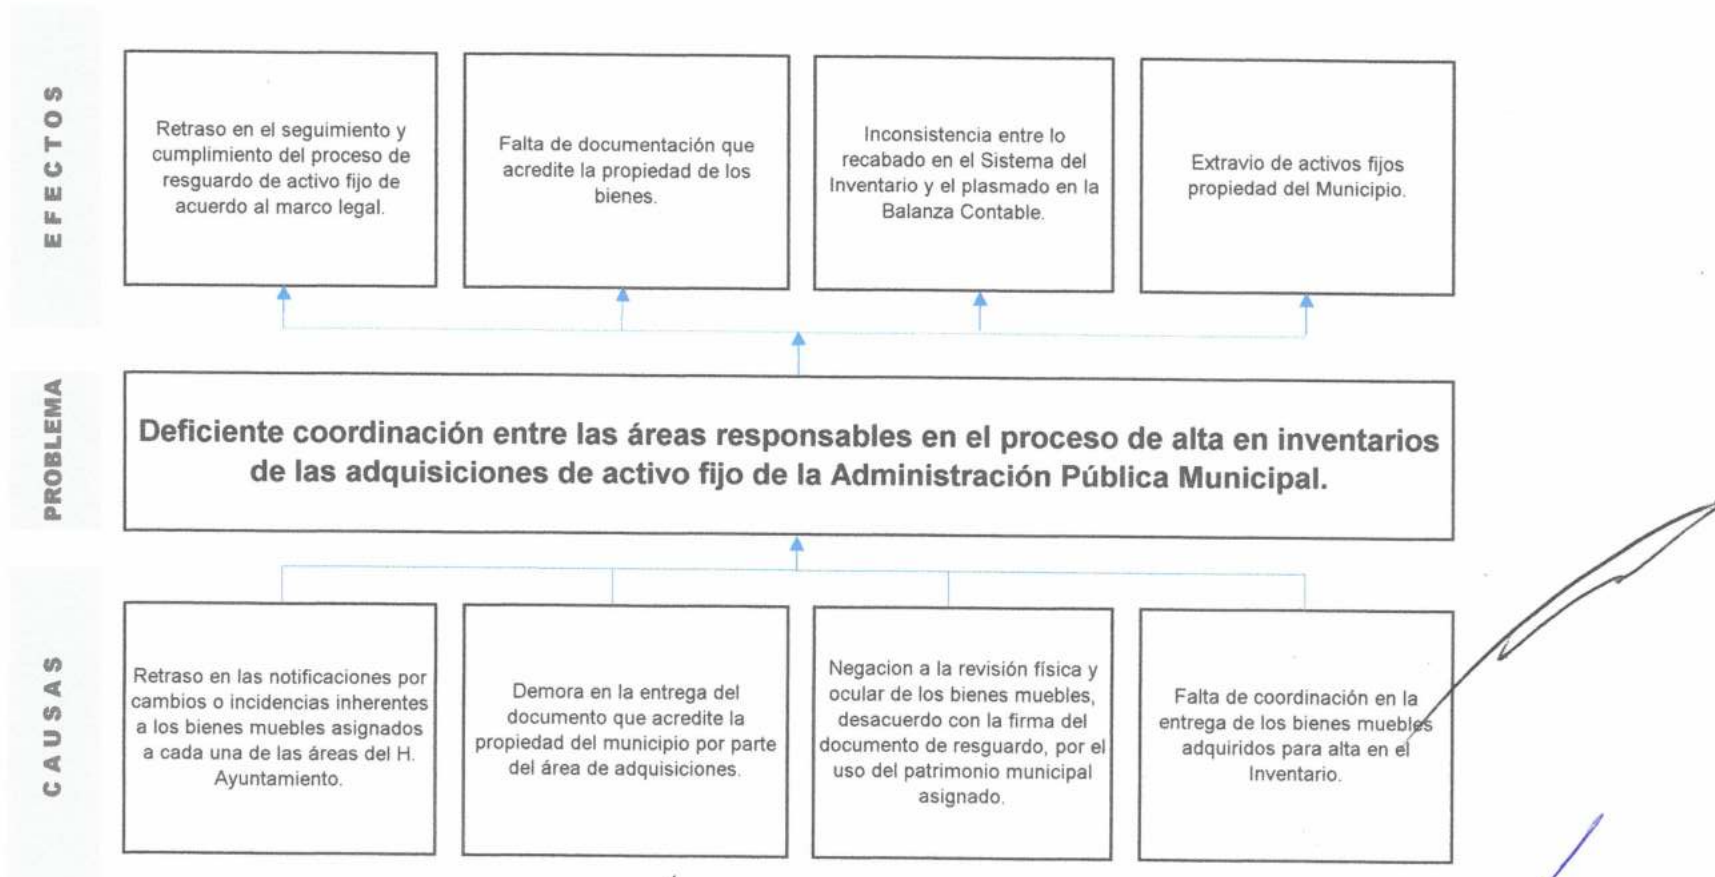 EFECTOS
Retraso en el seguimiento y
cumplimiento del proceso de
resguardo de activo fijo de
acuerdo al marco legal.
Falta de documentación que
acredite la propiedad de los
bienes.
Inconsistencia entre lo
recabado en el Sistema del
Inventario y el plasmado en la
Balanza Contable.
Extravio de activos fijos
propiedad del Municipio.
PROBLEMA
Deficiente coordinación entre las áreas responsables en el proceso de alta en inventarios
de las adquisiciones de activo fijo de la Administración Pública Municipal.
CAUSAS
Retraso en las notificaciones por
cambios o incidencias inherentes
a los bienes muebles asignados
a cada una de las áreas del H.
Ayuntamiento.
Demora en la entrega del
documento que acredite la
propiedad del municipio por parte
del área de adquisiciones.
Negacion a la revisión física y
ocular de los bienes muebles,
desacuerdo con la firma del
documento de resguardo, por el
uso del patrimonio municipal
asignado.
Falta de coordinación en la
entrega de los bienes muebles
adquiridos para alta en el
Inventario.